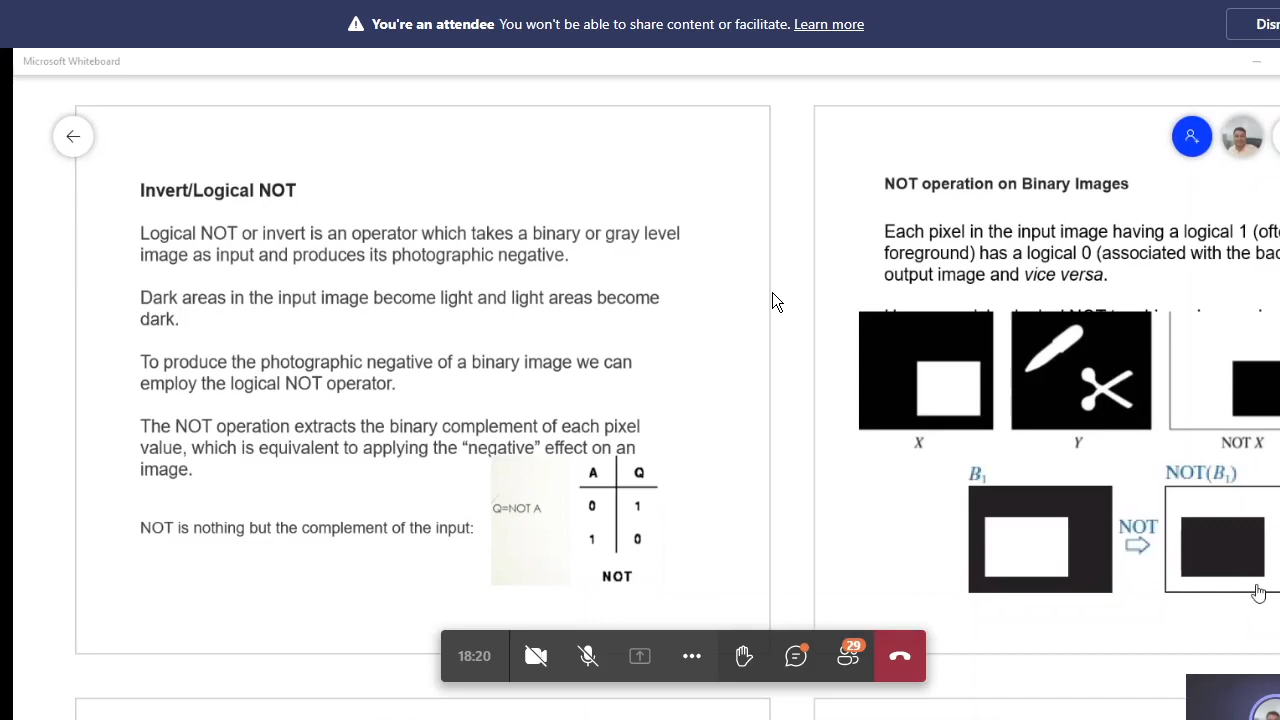 You're an attendee You won't be able to share content or facilitate. Learn more
Microsoft Whiteboard
Invert/Logical NOT
Logical NOT or invert is an operator which takes a binary or gray level
image as input and produces its photographic negative.
Dark areas in the input image become light and light areas become
dark.
To produce the photographic negative of a binary image we can
employ the logical NOT operator.
The NOT operation extracts the binary complement of each pixel
value, which is equivalent to applying the “negative” effect on an
image.
NOT is nothing but the complement of the input:
Q=NOT A
A Q
0 1
1 0
NOT
NOT operation on Binary Images
Each pixel in the input image having a logical 1
foreground) has a logical 0 (associated with the
output image and vice versa.
X Y NOT X
B₁ NOT(B₁)
NOT
18:20
29